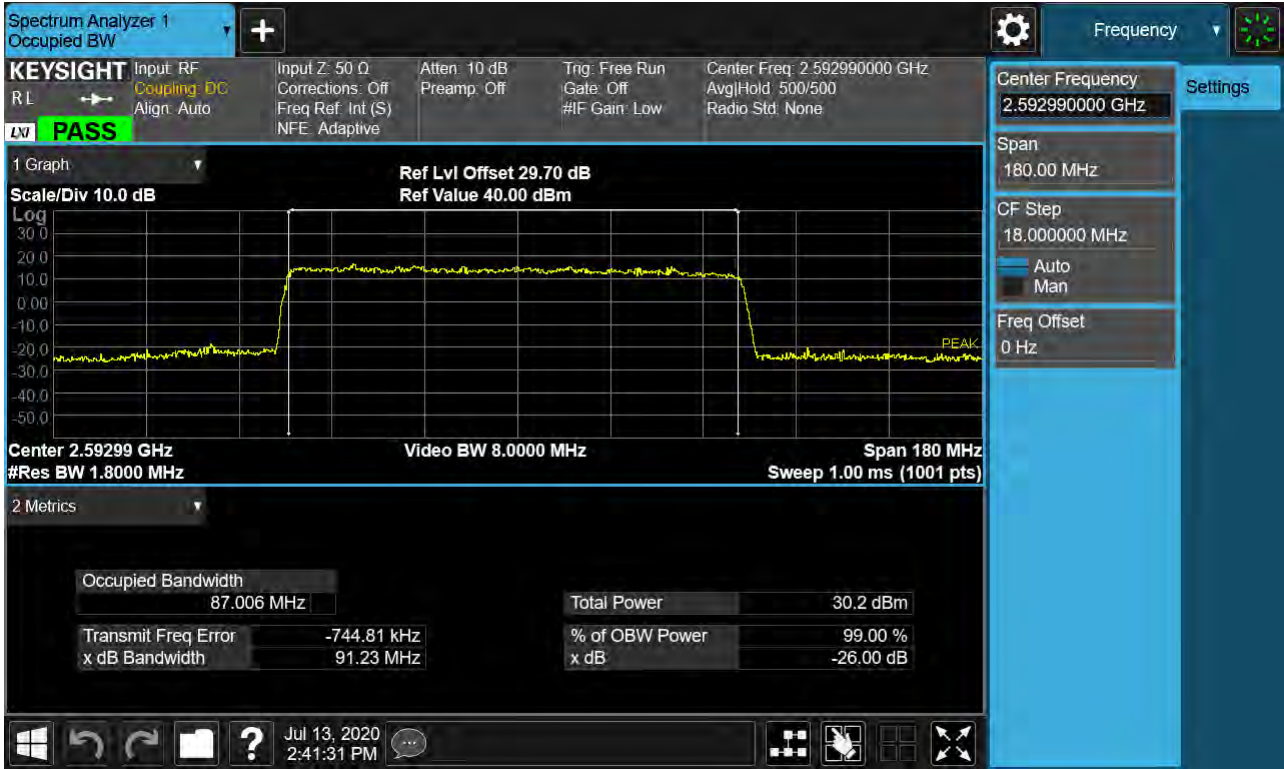 Spectrum Analyzer 1
Occupied BW
+
Frequency
KEYSIGHT
RL
LXI
PASS
Input: RF
Coupling: DC
Align: Auto
Input Z: 50 Ω
Corrections: Off
Freq Ref: Int (S)
NFE: Adaptive
Atten: 10 dB
Preamp: Off
Trig: Free Run
Gate: Off
#IF Gain: Low
Center Freq: 2.592990000 GHz
Avg|Hold: 500/500
Radio Std: None
Center Frequency
2.592990000 GHz
Settings
Span
180.00 MHz
CF Step
18.000000 MHz
Auto
Man
Freq Offset
0 Hz
1 Graph
Scale/Div 10.0 dB
Ref Lvl Offset 29.70 dB
Ref Value 40.00 dBm
Log
30.0
20.0
10.0
0.00
-10.0
-20.0
-30.0
-40.0
-50.0
PEAK
Center 2.59299 GHz
Video BW 8.0000 MHz
Span 180 MHz
#Res BW 1.8000 MHz
Sweep 1.00 ms (1001 pts)
2 Metrics
Occupied Bandwidth
87.006 MHz
Total Power 30.2 dBm
Transmit Freq Error -744.81 kHz
% of OBW Power 99.00 %
x dB Bandwidth 91.23 MHz
x dB -26.00 dB
?
Jul 13, 2020
2:41:31 PM